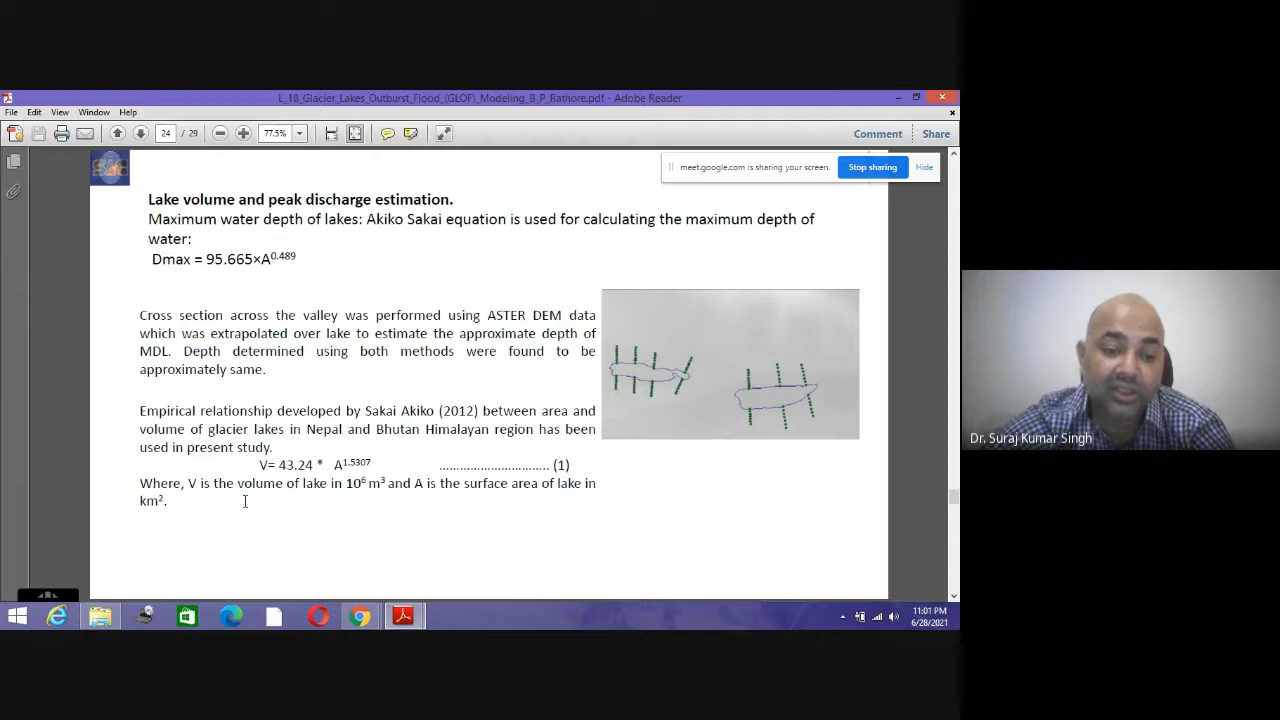 L_18_Glacier_Lakes_Outburst_Flood_(GLOF)_Modeling_B_P_Rathore.pdf - Adobe Reader
File Edit View Window Help
24 / 29 77.5% Comment Share
meet.google.com is sharing your screen. Stop sharing Hide
Lake volume and peak discharge estimation.
Maximum water depth of lakes: Akiko Sakai equation is used for calculating the maximum depth of
water:
Dmax = 95.665×A^0.489
Cross section across the valley was performed using ASTER DEM data
which was extrapolated over lake to estimate the approximate depth of
MDL. Depth determined using both methods were found to be
approximately same.
Empirical relationship developed by Sakai Akiko (2012) between area and
volume of glacier lakes in Nepal and Bhutan Himalayan region has been
used in present study.
V= 43.24 * A^1.5307 ................................ (1)
Where, V is the volume of lake in 10^6 m^3 and A is the surface area of lake in
km^2.
Dr. Suraj Kumar Singh
11:01 PM
6/28/2021